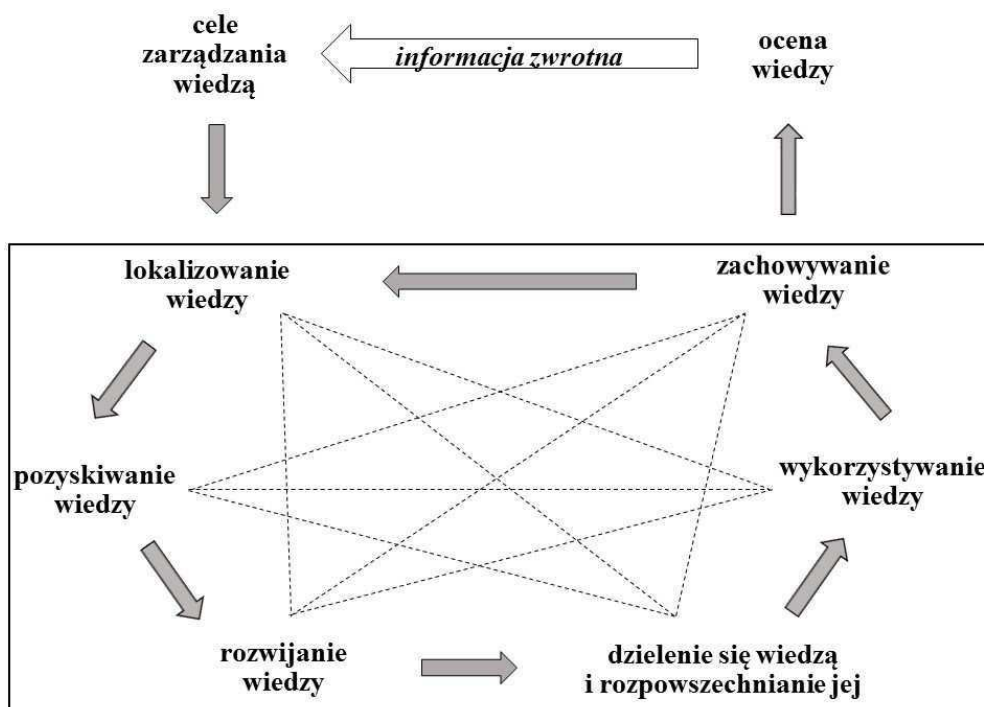 cele
zarządzania
wiedzą
informacja zwrotna
ocena
wiedzy
lokalizowanie
wiedzy
zachowywanie
wiedzy
pozyskiwanie
wiedzy
wykorzystywanie
wiedzy
rozwijanie
wiedzy
dzielenie się wiedzą
i rozpowszechnianie jej